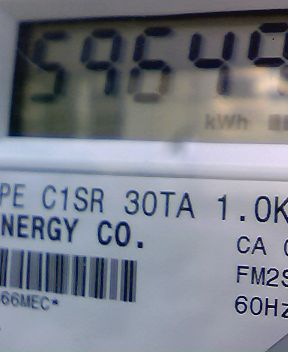 59649
kWh
PE C1SR 30TA 1.0K
NERGY CO.
CA
FM2S
66MEC*
60Hz